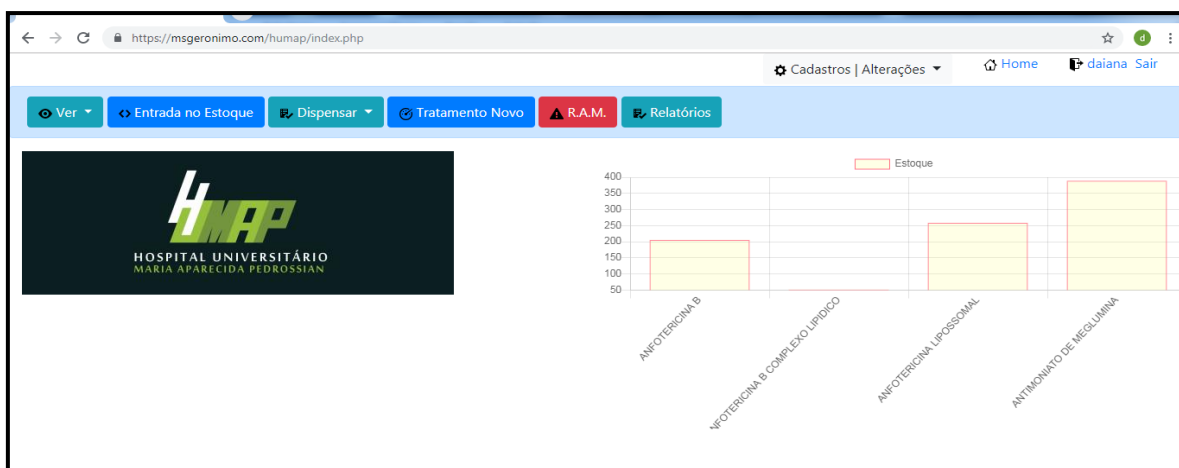 https://msgeronimo.com/humap/index.php
d
Cadastros | Alterações
Home
daiana Sair
Ver
Entrada no Estoque
Dispensar
Tratamento Novo
R.A.M.
Relatórios
HUMAP
HOSPITAL UNIVERSITÁRIO
MARIA APARECIDA PEDROSSIAN
Estoque
400
350
300
250
200
150
100
50
ANFOTERICINA B
NFOTERICINA B COMPLEXO LIPIDICO
ANFOTERICINA LIPOSSOMAL
ANTIMONIATO DE MEGLUMINA